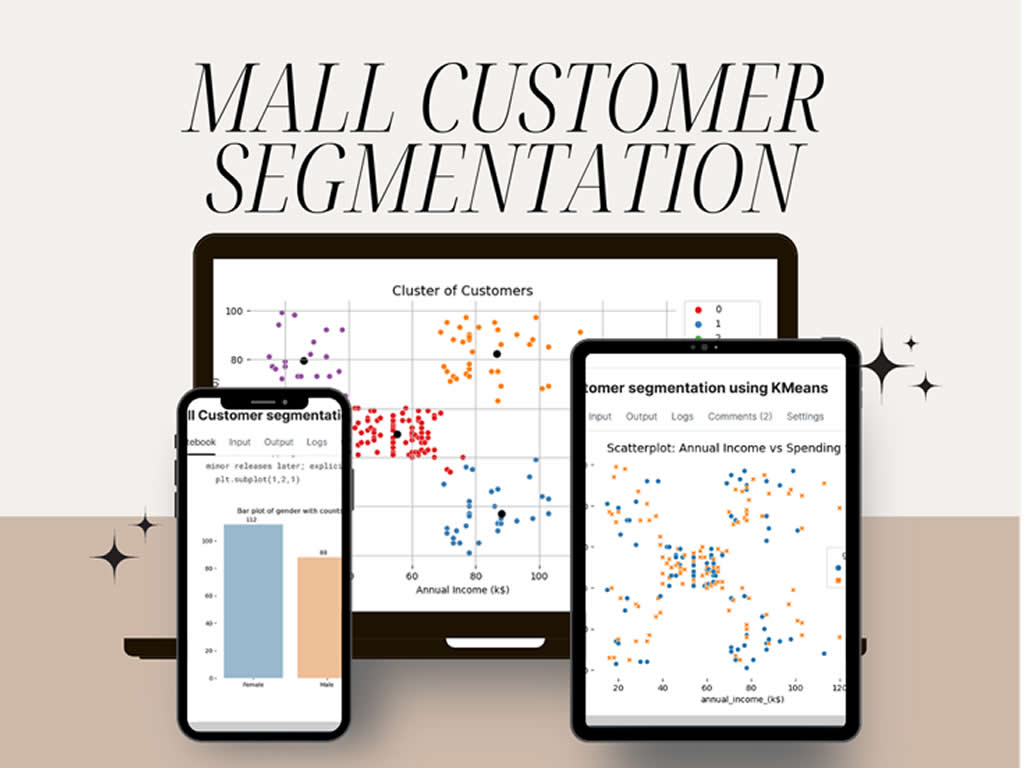 MALL CUSTOMER
SEGMENTATION
Cluster of Customers
100
80
0
1
60
80
100
Annual Income (k$)
ll Customer segmentati
tebook Input Output Logs
minor releases later; explici
plt.subplot(1,2,1)
Bar plot of gender with counts
112
88
100
80
60
40
20
0
Female
Male
tomer segmentation using KMeans
Input Output Logs Comments (2) Settings
Scatterplot: Annual Income vs Spending
20 40 60 80 100 120
annual_income_(k$)